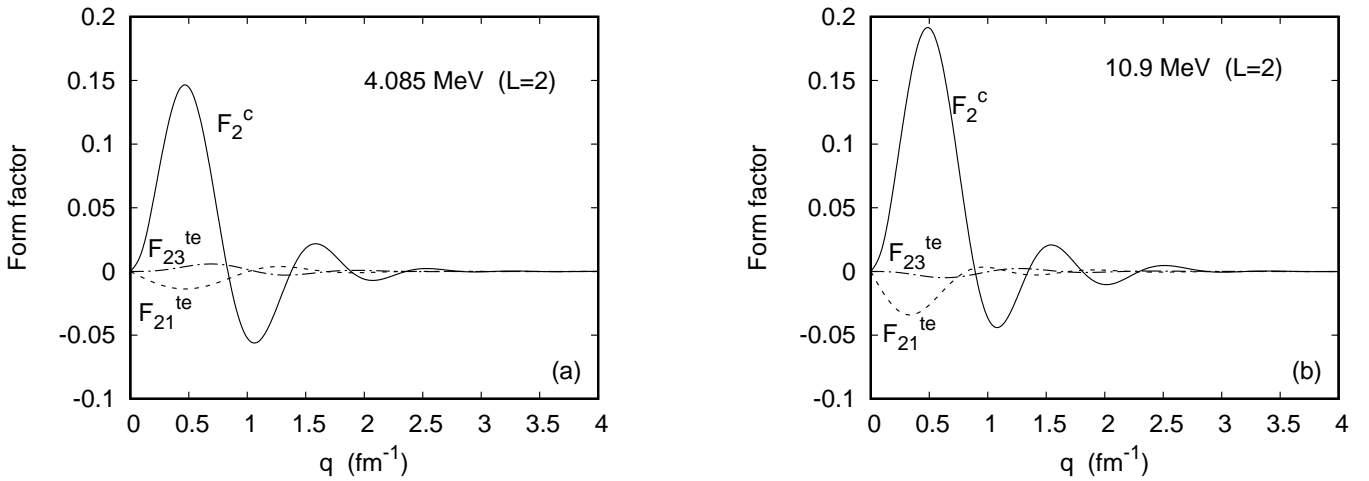 0.2
0.15
0.1
0.05
0
-0.05
-0.1
Form factor
4.085 MeV (L=2)
F₂ᶜ
F₂₃ᵗᵉ
F₂₁ᵗᵉ
(a)
0 0.5 1 1.5 2 2.5 3 3.5 4
q (fm⁻¹)
0.2
0.15
0.1
0.05
0
-0.05
-0.1
Form factor
10.9 MeV (L=2)
F₂ᶜ
F₂₃ᵗᵉ
F₂₁ᵗᵉ
(b)
0 0.5 1 1.5 2 2.5 3 3.5 4
q (fm⁻¹)